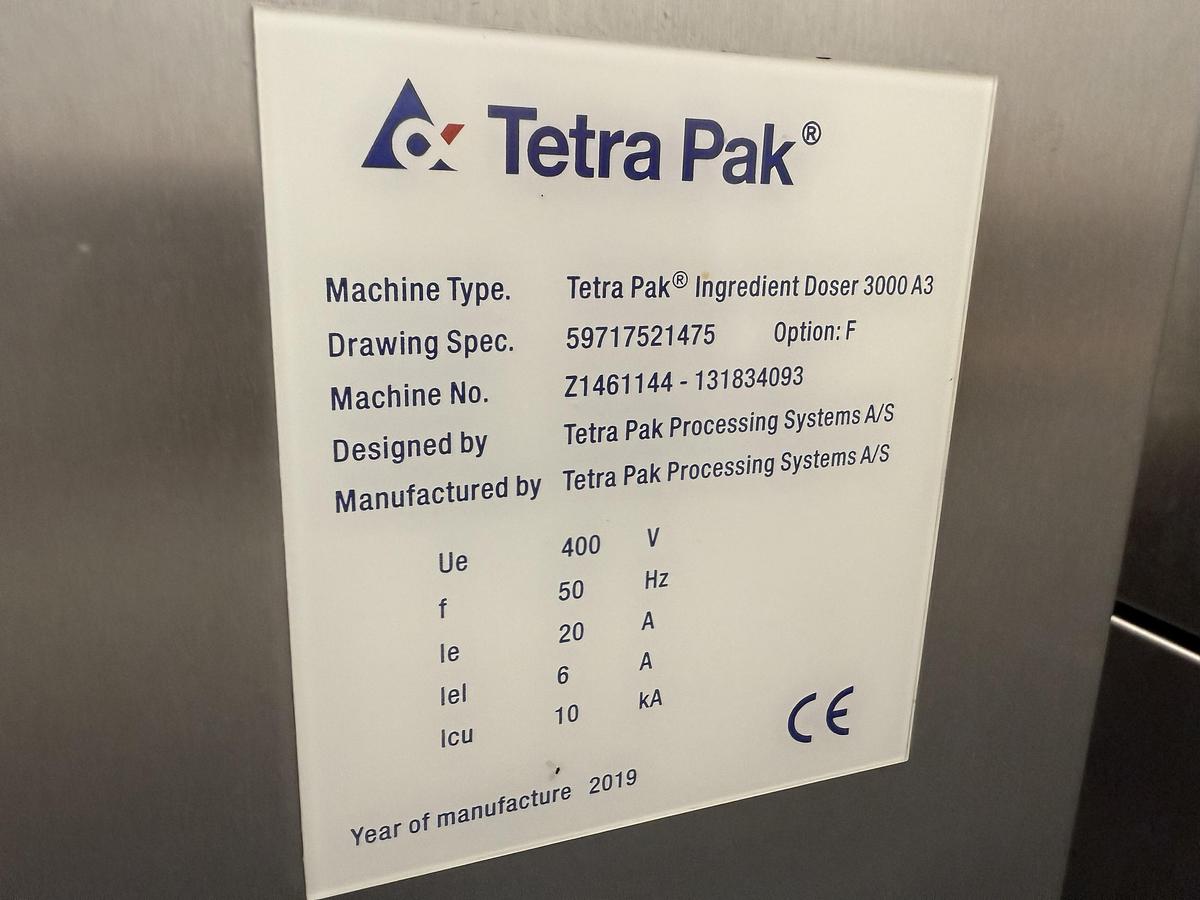 Tetra Pak®
Machine Type. Tetra Pak® Ingredient Doser 3000 A3
Drawing Spec. 59717521475 Option: F
Machine No. Z1461144 - 131834093
Designed by Tetra Pak Processing Systems A/S
Manufactured by Tetra Pak Processing Systems A/S
Ue 400 V
f 50 Hz
Ie 20 A
Iel 6 A
Icu 10 kA
CE
Year of manufacture 2019